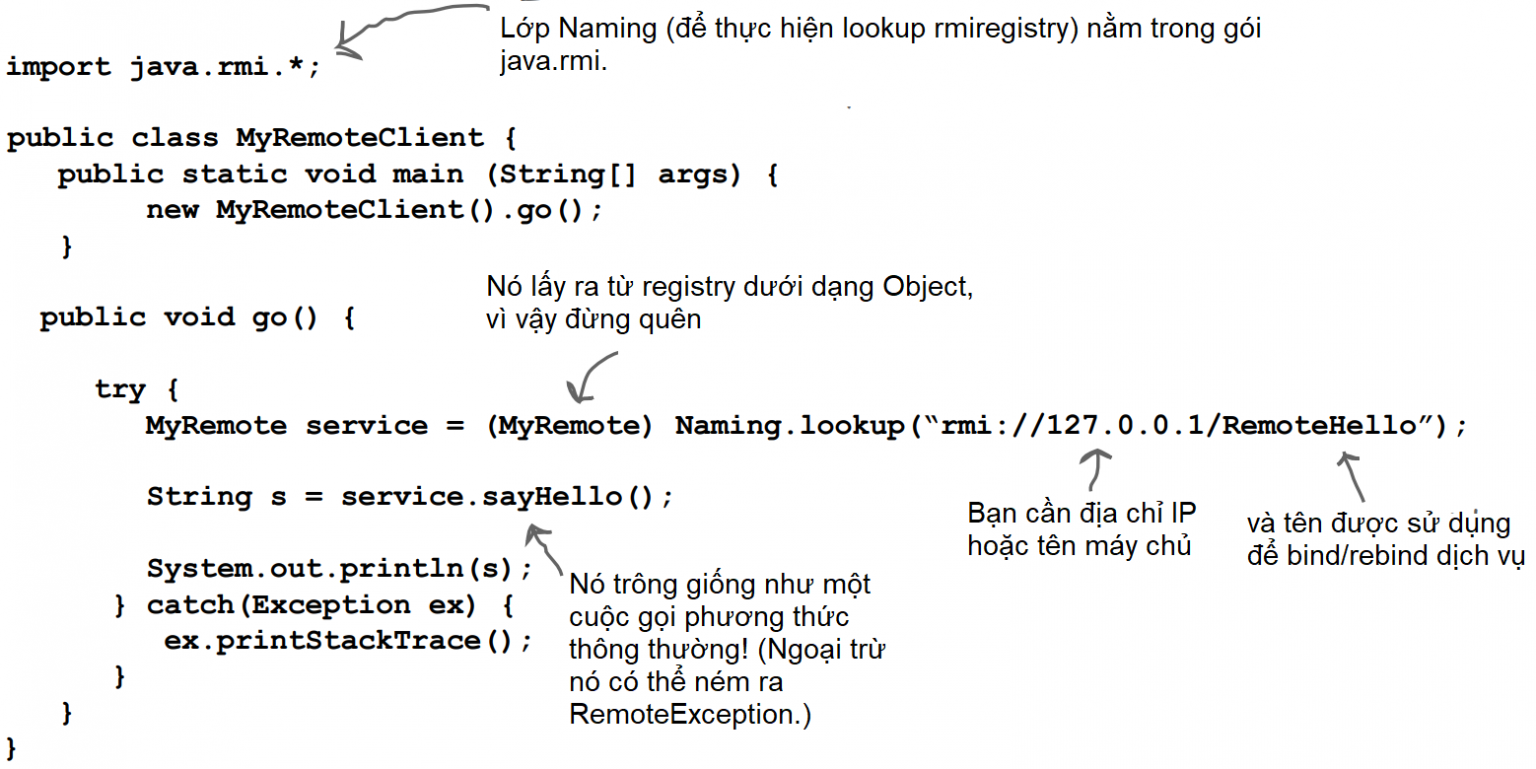 Lớp Naming (để thực hiện lookup rmiregistry) nằm trong gói
java.rmi.
import java.rmi.*;
public class MyRemoteClient {
public static void main (String[] args) {
new MyRemoteClient().go();
}
Nó lấy ra từ registry dưới dạng Object,
vì vậy đừng quên
public void go() {
try {
MyRemote service = (MyRemote) Naming.lookup(“rmi://127.0.0.1/RemoteHello”);
String s = service.sayHello();
Bạn cần địa chỉ IP
hoặc tên máy chủ
và tên được sử dụng
để bind/rebind dịch vụ
System.out.println(s);
} catch(Exception ex) {
ex.printStackTrace();
}
Nó trông giống như một
cuộc gọi phương thức
thông thường! (Ngoại trừ
nó có thể ném ra
RemoteException.)
}
}